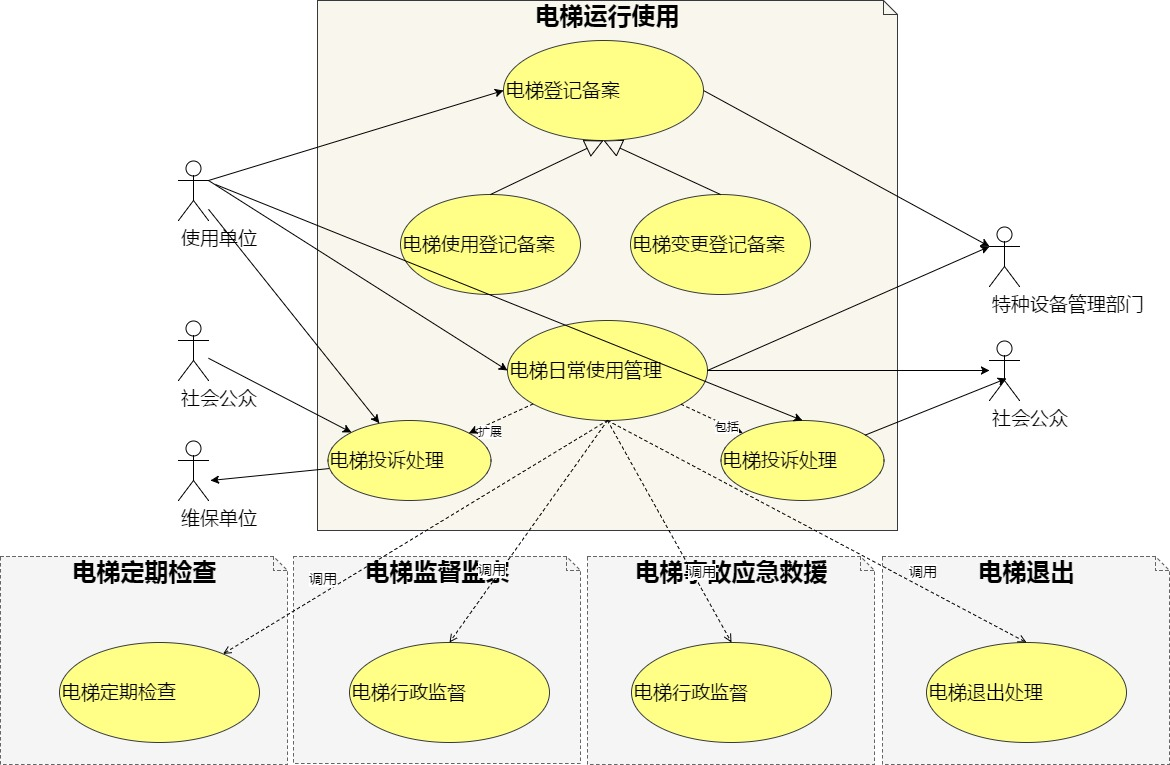 电梯运行使用
电梯登记备案
使用单位
电梯使用登记备案
电梯变更登记备案
特种设备管理部门
社会公众
电梯日常使用管理
社会公众
扩展
包括
电梯投诉处理
电梯投诉处理
维保单位
电梯定期检查
调用
电梯监督监察
调用
电梯事故应急救援
调用
电梯退出
调用
电梯定期检查
电梯行政监督
电梯行政监督
电梯退出处理